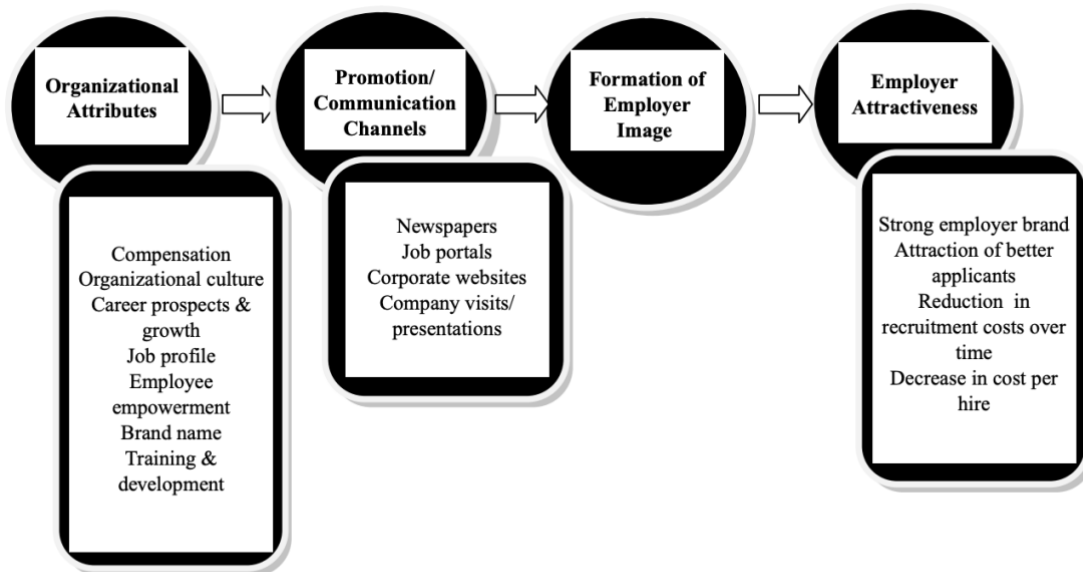 Organizational
Attributes
Promotion/
Communication
Channels
Formation of
Employer
Image
Employer
Attractiveness
Compensation
Organizational culture
Career prospects &
growth
Job profile
Employee
empowerment
Brand name
Training &
development
Newspapers
Job portals
Corporate websites
Company visits/
presentations
Strong employer brand
Attraction of better
applicants
Reduction in
recruitment costs over
time
Decrease in cost per
hire